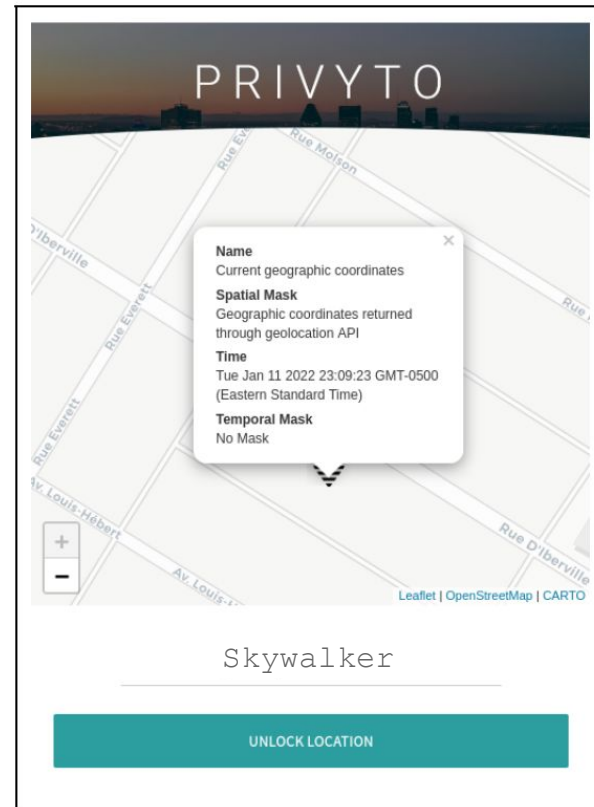 PRIVYTO
Rue Molson
Rue Eve
D'Iberville
Rue Everett
Rue
Name
Current geographic coordinates
Spatial Mask
Geographic coordinates returned
through geolocation API
Time
Tue Jan 11 2022 23:09:23 GMT-0500
(Eastern Standard Time)
Temporal Mask
No Mask
×
Rue Everett
Av. Louis-Hébert
Rue D'Iberville
Av. Louis-
+
−
Leaflet | OpenStreetMap | CARTO
Skywalker
UNLOCK LOCATION